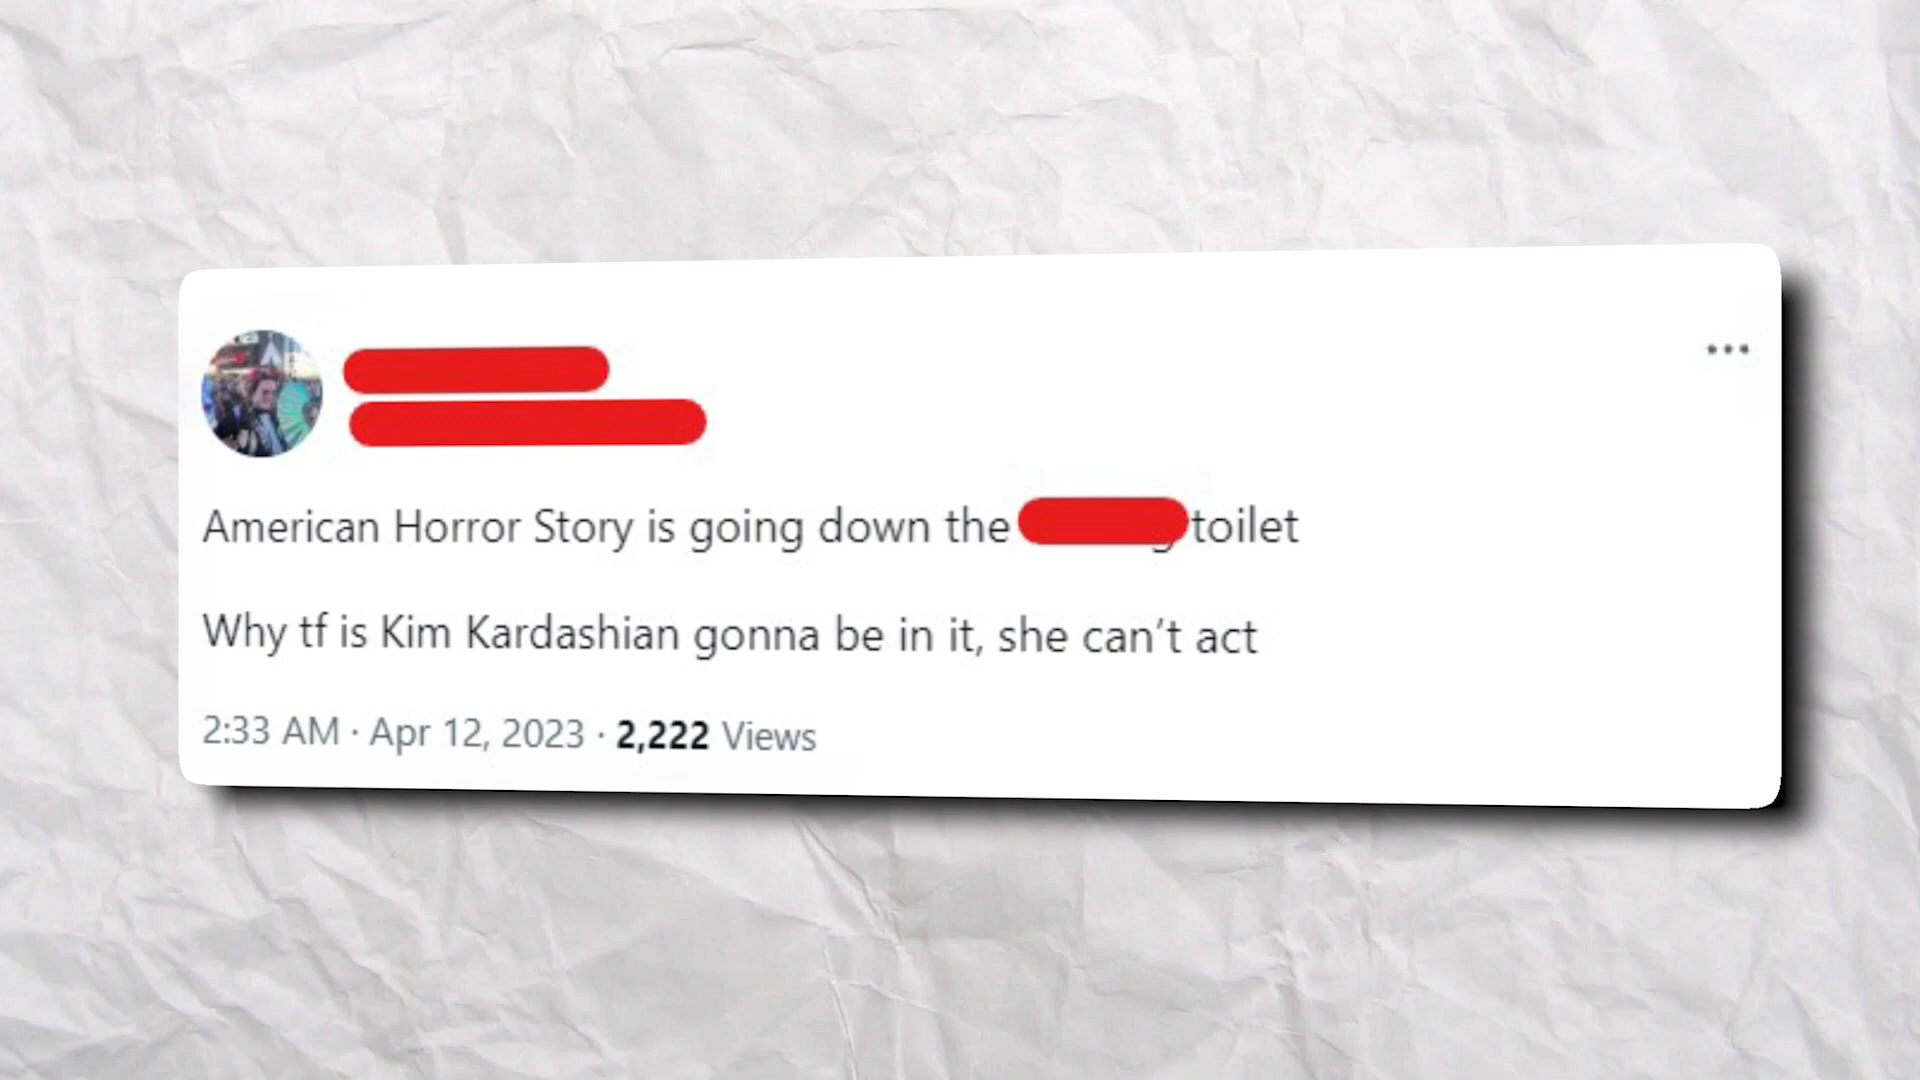 American Horror Story is going down the toilet
Why tf is Kim Kardashian gonna be in it, she can’t act
2:33 AM · Apr 12, 2023 · 2,222 Views